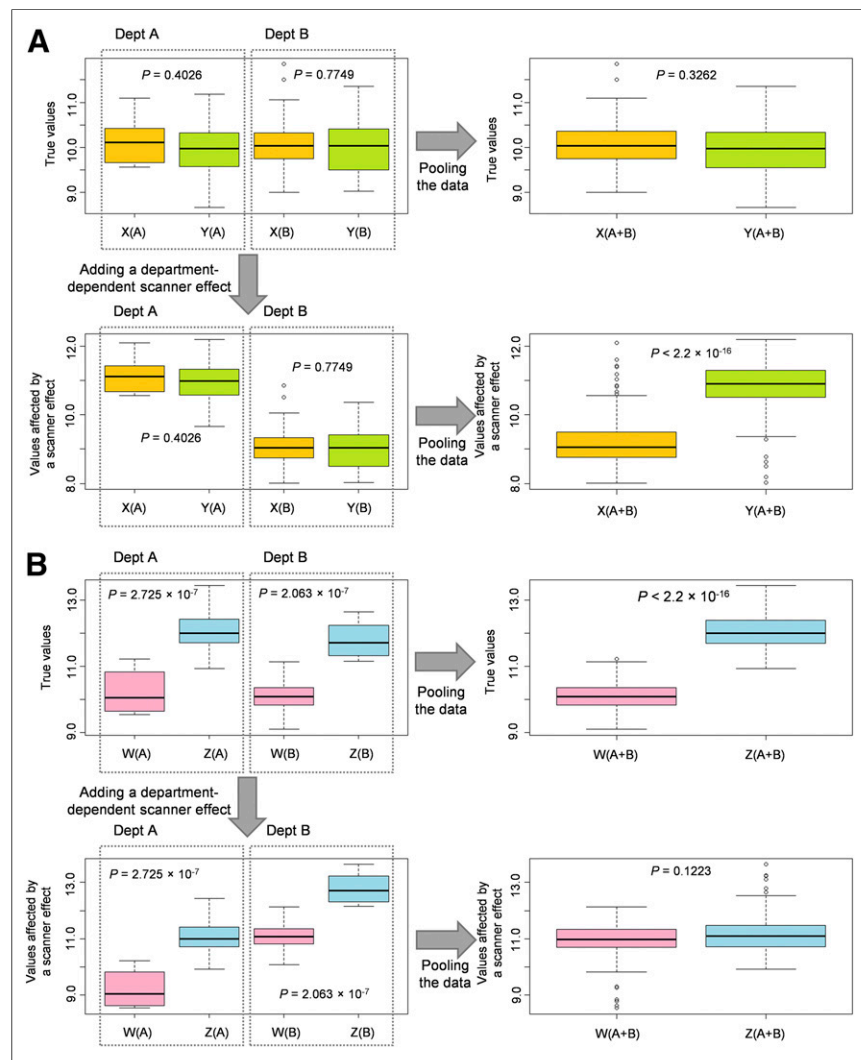 A
Dept A
Dept B
True values
11.0
10.0
9.0
P = 0.4026
P = 0.7749
X(A)
Y(A)
X(B)
Y(B)
Pooling
the data
True values
11.0
10.0
9.0
P = 0.3262
X(A+B)
Y(A+B)
Adding a department-
dependent scanner effect
Dept A
Dept B
Values affected by
a scanner effect
12.0
10.0
8.0
P = 0.4026
P = 0.7749
X(A)
Y(A)
X(B)
Y(B)
Pooling
the data
Values affected by
a scanner effect
12.0
10.0
8.0
P < 2.2 × 10-16
X(A+B)
Y(A+B)
B
Dept A
Dept B
True values
13.0
11.0
9.0
P = 2.725 × 10-7
P = 2.063 × 10-7
W(A)
Z(A)
W(B)
Z(B)
Pooling
the data
True values
13.0
11.0
9.0
P < 2.2 × 10-16
W(A+B)
Z(A+B)
Adding a department-
dependent scanner effect
Dept A
Dept B
Values affected by
a scanner effect
13.0
11.0
9.0
P = 2.725 × 10-7
P = 2.063 × 10-7
W(A)
Z(A)
W(B)
Z(B)
Pooling
the data
Values affected by
a scanner effect
13.0
11.0
9.0
P = 0.1223
W(A+B)
Z(A+B)